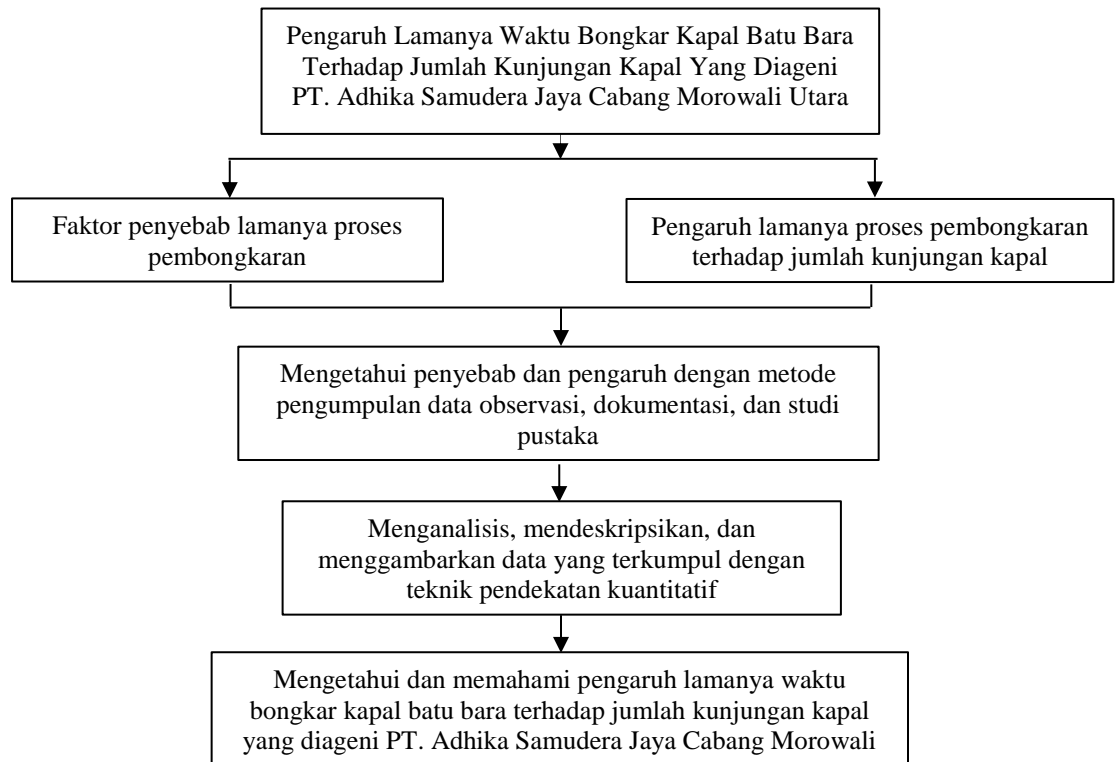 Pengaruh Lamanya Waktu Bongkar Kapal Batu Bara
Terhadap Jumlah Kunjungan Kapal Yang Diageni
PT. Adhika Samudera Jaya Cabang Morowali Utara
Faktor penyebab lamanya proses
pembongkaran
Pengaruh lamanya proses pembongkaran
terhadap jumlah kunjungan kapal
Mengetahui penyebab dan pengaruh dengan metode
pengumpulan data observasi, dokumentasi, dan studi
pustaka
Menganalisis, mendeskripsikan, dan
menggambarkan data yang terkumpul dengan
teknik pendekatan kuantitatif
Mengetahui dan memahami pengaruh lamanya waktu
bongkar kapal batu bara terhadap jumlah kunjungan kapal
yang diageni PT. Adhika Samudera Jaya Cabang Morowali